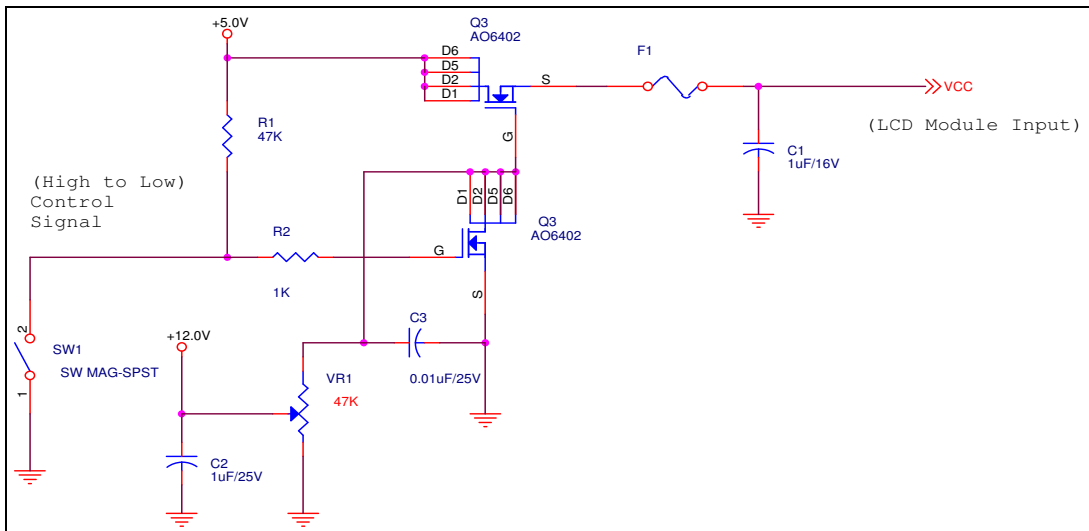 +5.0V
Q3
AO6402
D6
D5
D2
D1
S
G
F1
VCC
(LCD Module Input)
R1
47K
C1
1uF/16V
(High to Low)
Control
Signal
D1
D2
D5
D6
Q3
AO6402
R2
1K
G
S
2
SW1
SW MAG-SPST
1
+12.0V
C3
0.01uF/25V
VR1
47K
C2
1uF/25V